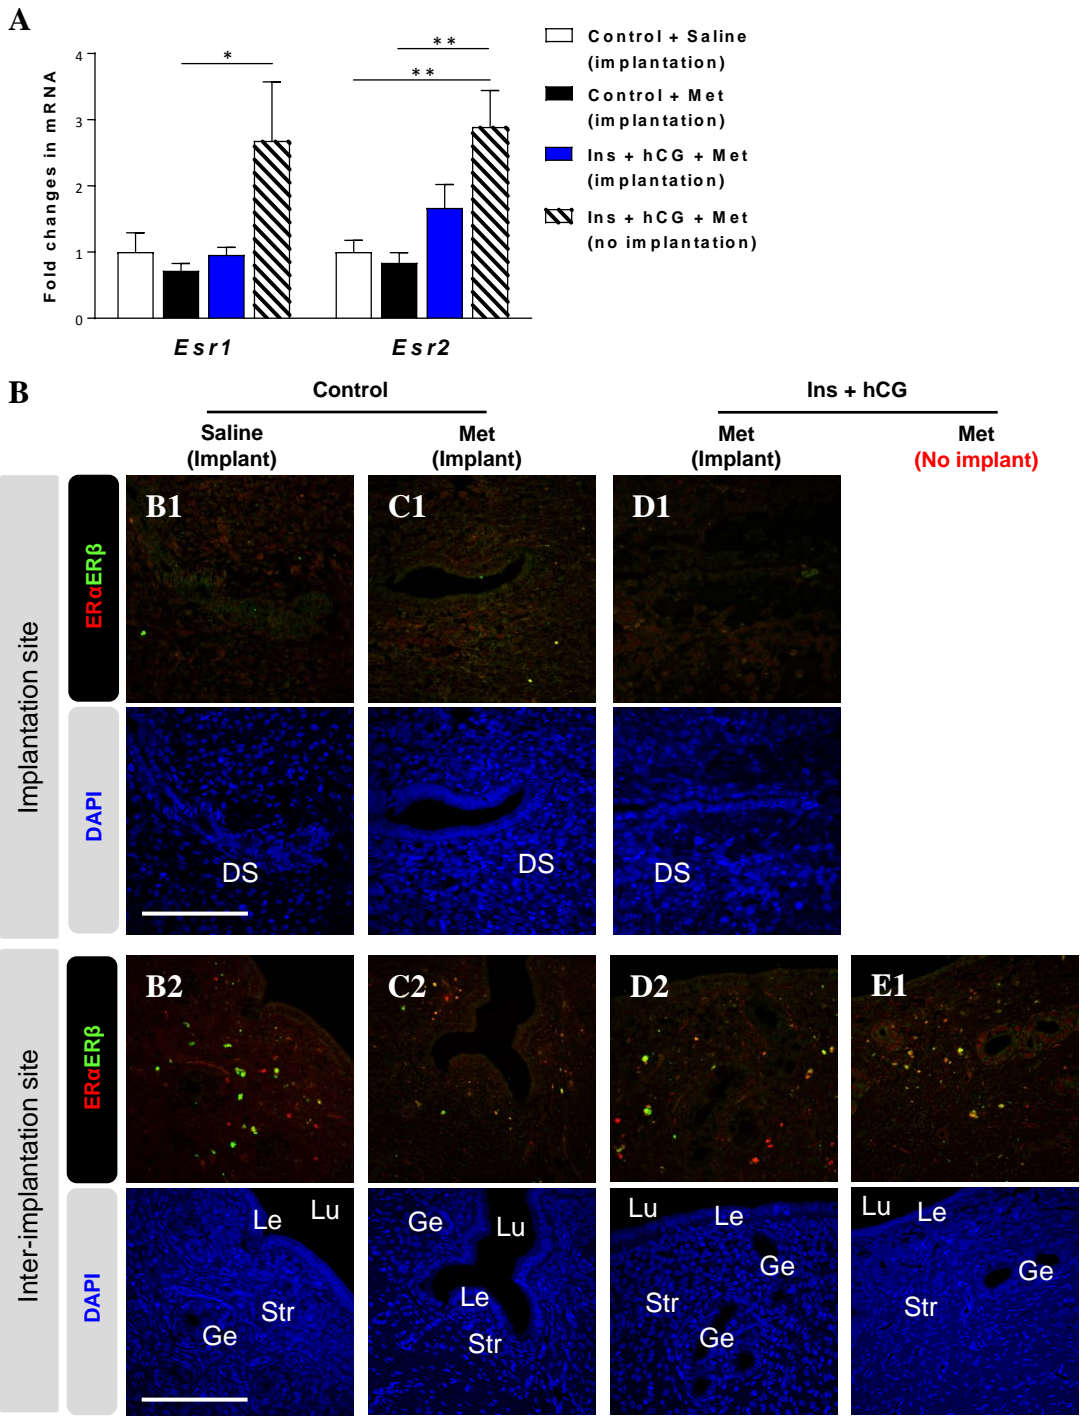 A
4
3
2
1
0
Fold changes in mRNA
*
**
**
Esr1
Esr2
Control + Saline
(implantation)
Control + Met
(implantation)
Ins + hCG + Met
(implantation)
Ins + hCG + Met
(no implantation)
B
Control
Ins + hCG
Saline
(Implant)
Met
(Implant)
Met
(Implant)
Met
(No implant)
Implantation site
ERαERβ
B1
C1
D1
DAPI
DS
DS
DS
Inter-implantation site
ERαERβ
B2
C2
D2
E1
DAPI
Le
Lu
Str
Ge
Ge
Lu
Le
Str
Lu
Le
Ge
Str
Ge
Lu
Le
Ge
Str